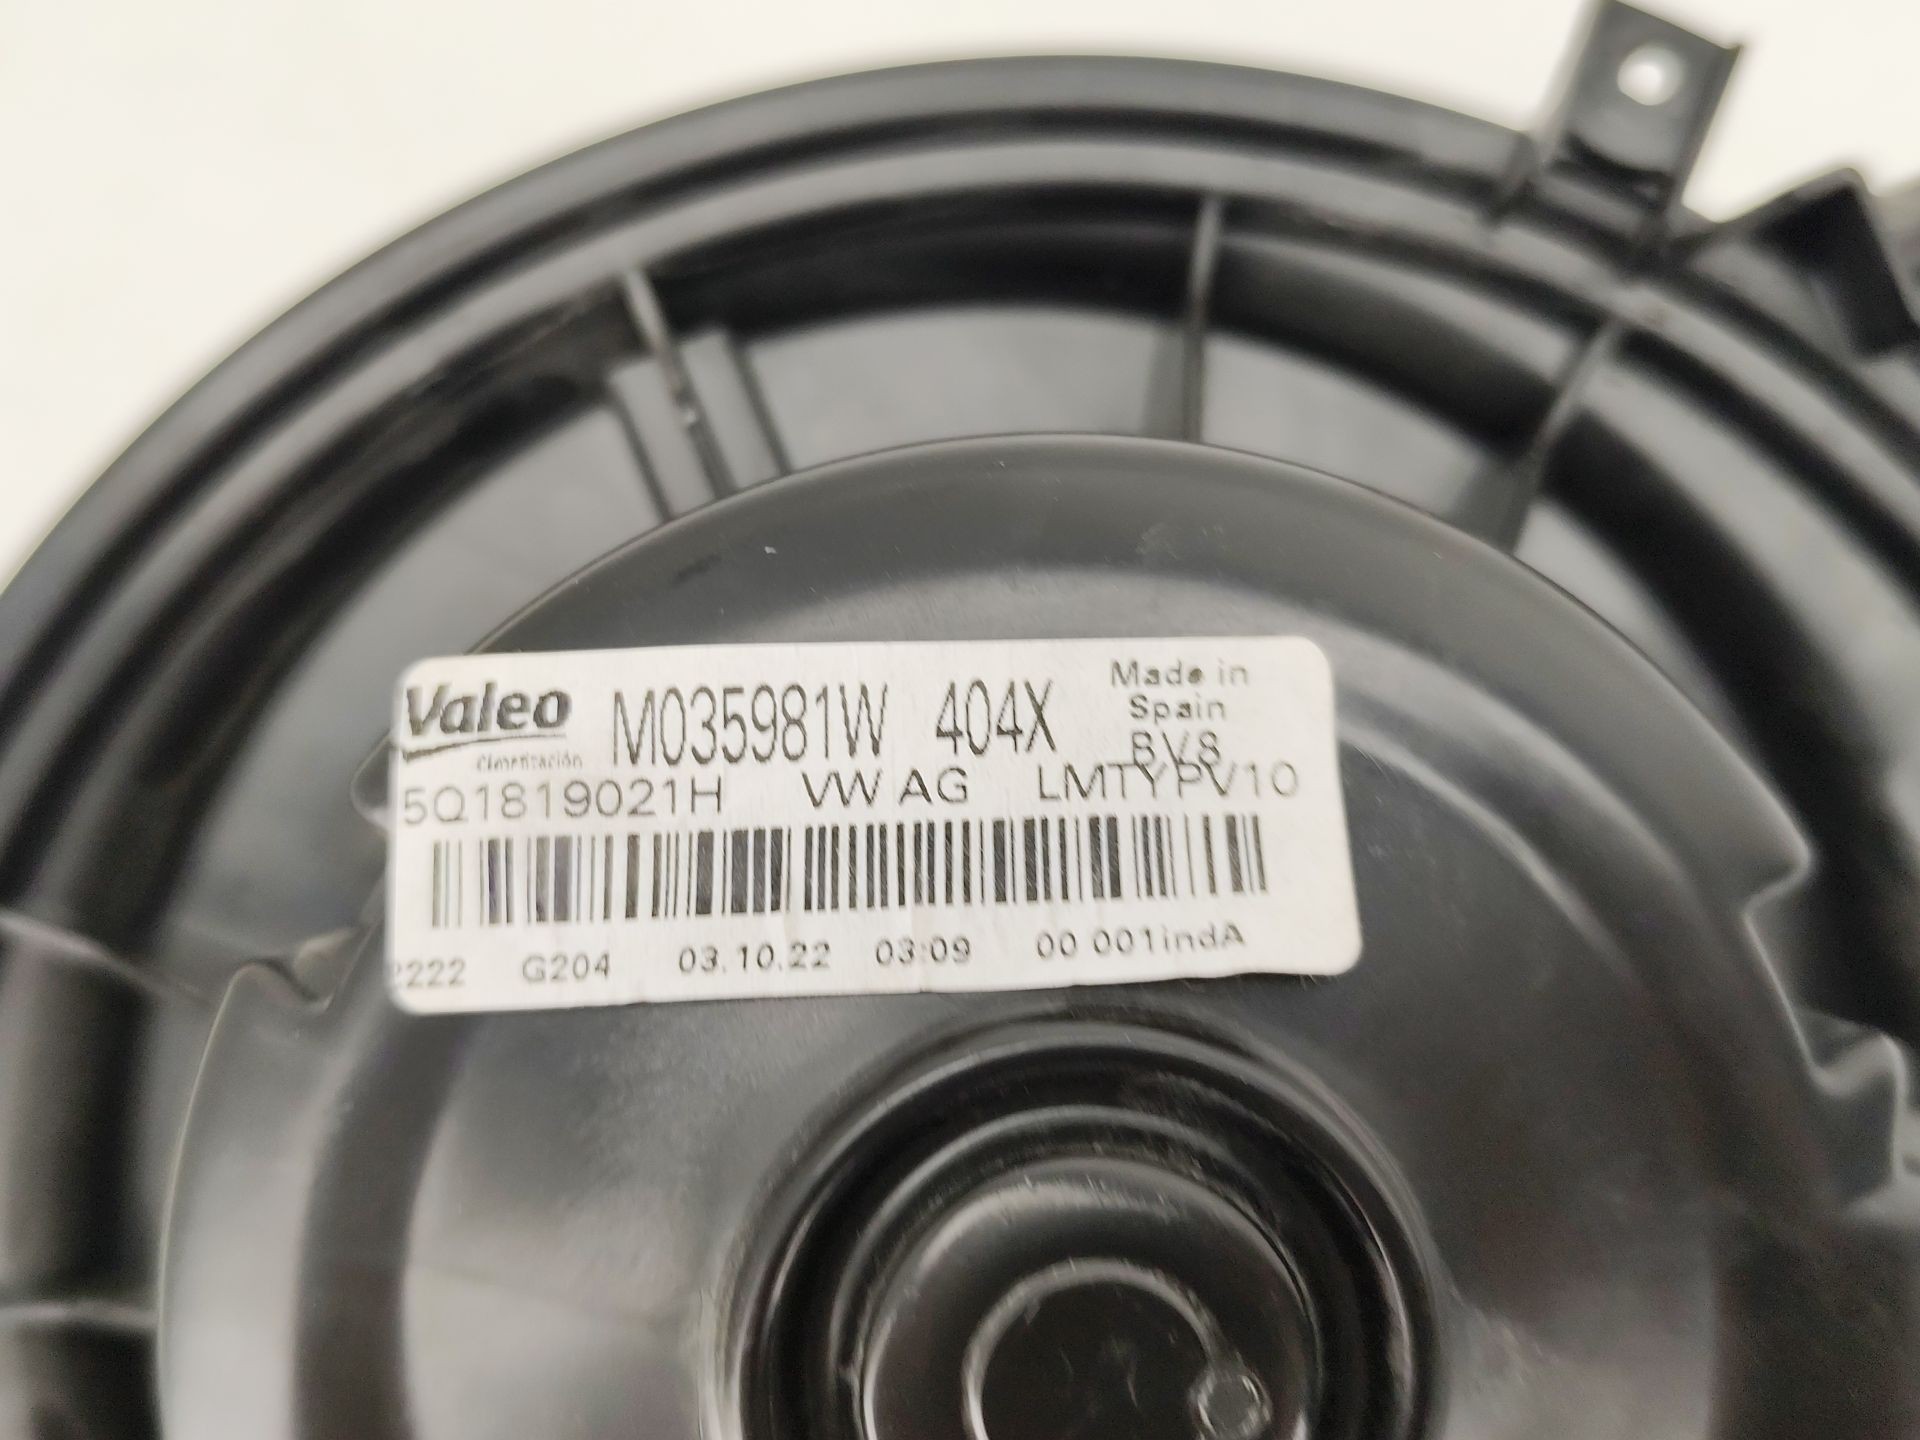 Valeo M035981W 404X Made in
Spain
climatización BV8
5Q1819021H VW AG LMTYPV10
2222 G204 03.10.22 03:09 00 001indA